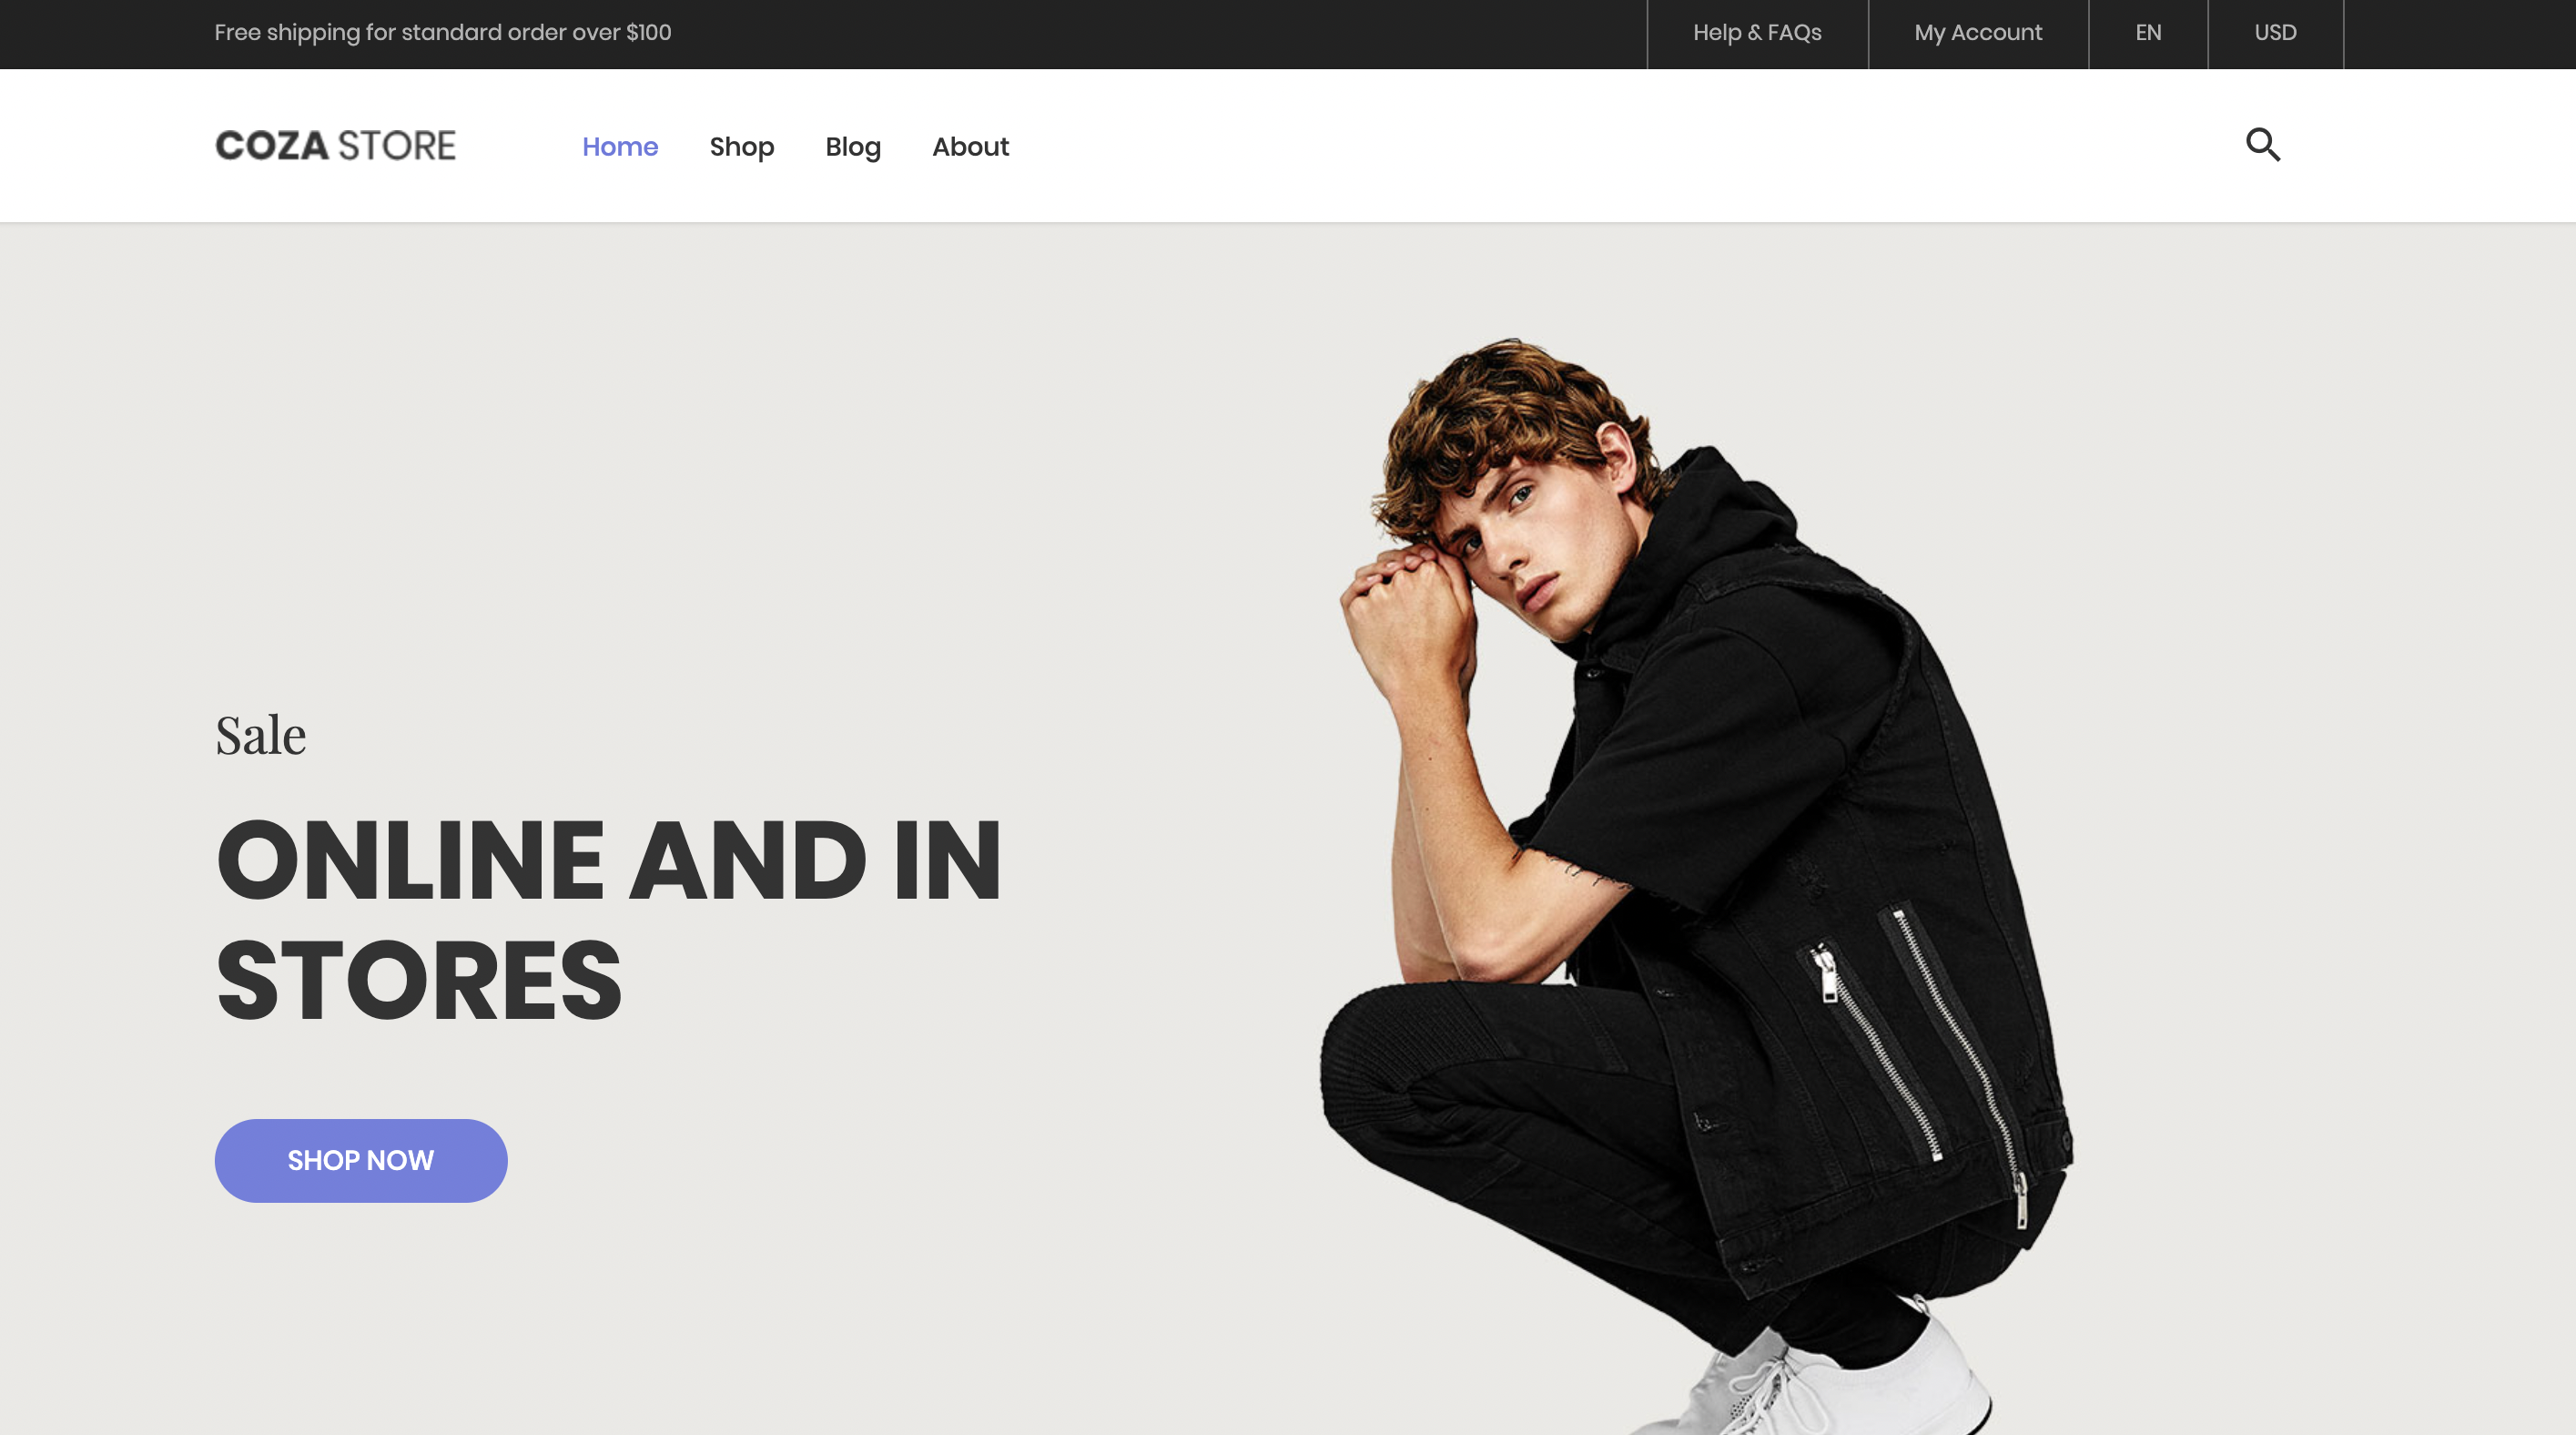 Free shipping for standard order over $100
Help & FAQs
My Account
EN
USD
COZA STORE
Home
Shop
Blog
About
Sale
ONLINE AND IN
STORES
SHOP NOW